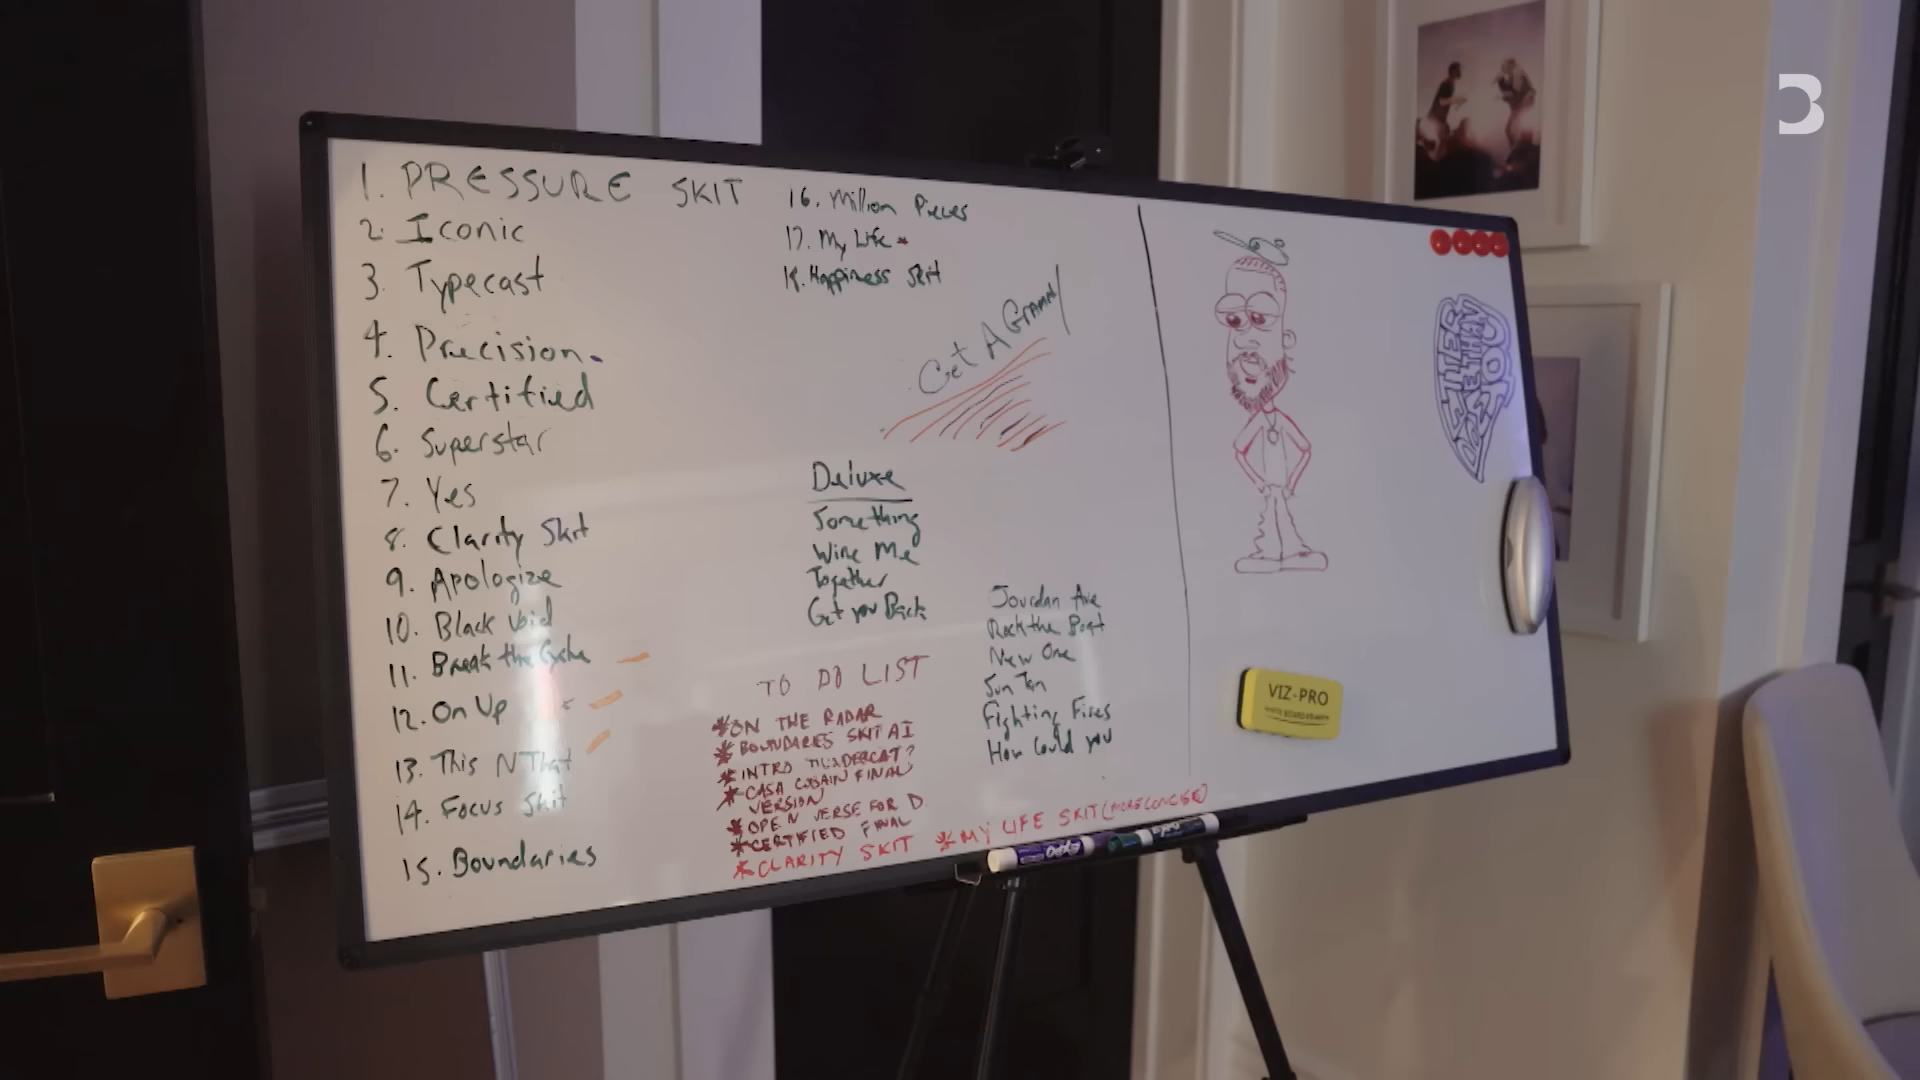 1. PRESSURE SKIT
2. Iconic
3. Typecast
4. Precision
5. Certified
6. Superstar
7. Yes
8. Clarity Skit
9. Apologize
10. Black Void
11. Break the Cycle
12. On Up
13. This N That
14. Focus Skit
15. Boundaries
16. Million Pieces
17. My Life *
18. Happiness Skit
Get A Grammy
Deluxe
Something
Wine Me
Together
Get you Back
Jourdan Ave
Rock the Boat
New One
Sun Tan
Fighting Fires
How Could you
TO DO LIST
* ON THE RADAR
* BOUNDARIES SKIT AI
* INTRO THUNDERCAT?
* CASA COBAIN FINAL
VERSION
* OPEN VERSE FOR D.
* CERTIFIED FINAL
* CLARITY SKIT
* MY LIFE SKIT (MORE CONCISE)
VIZ-PRO
expo
3